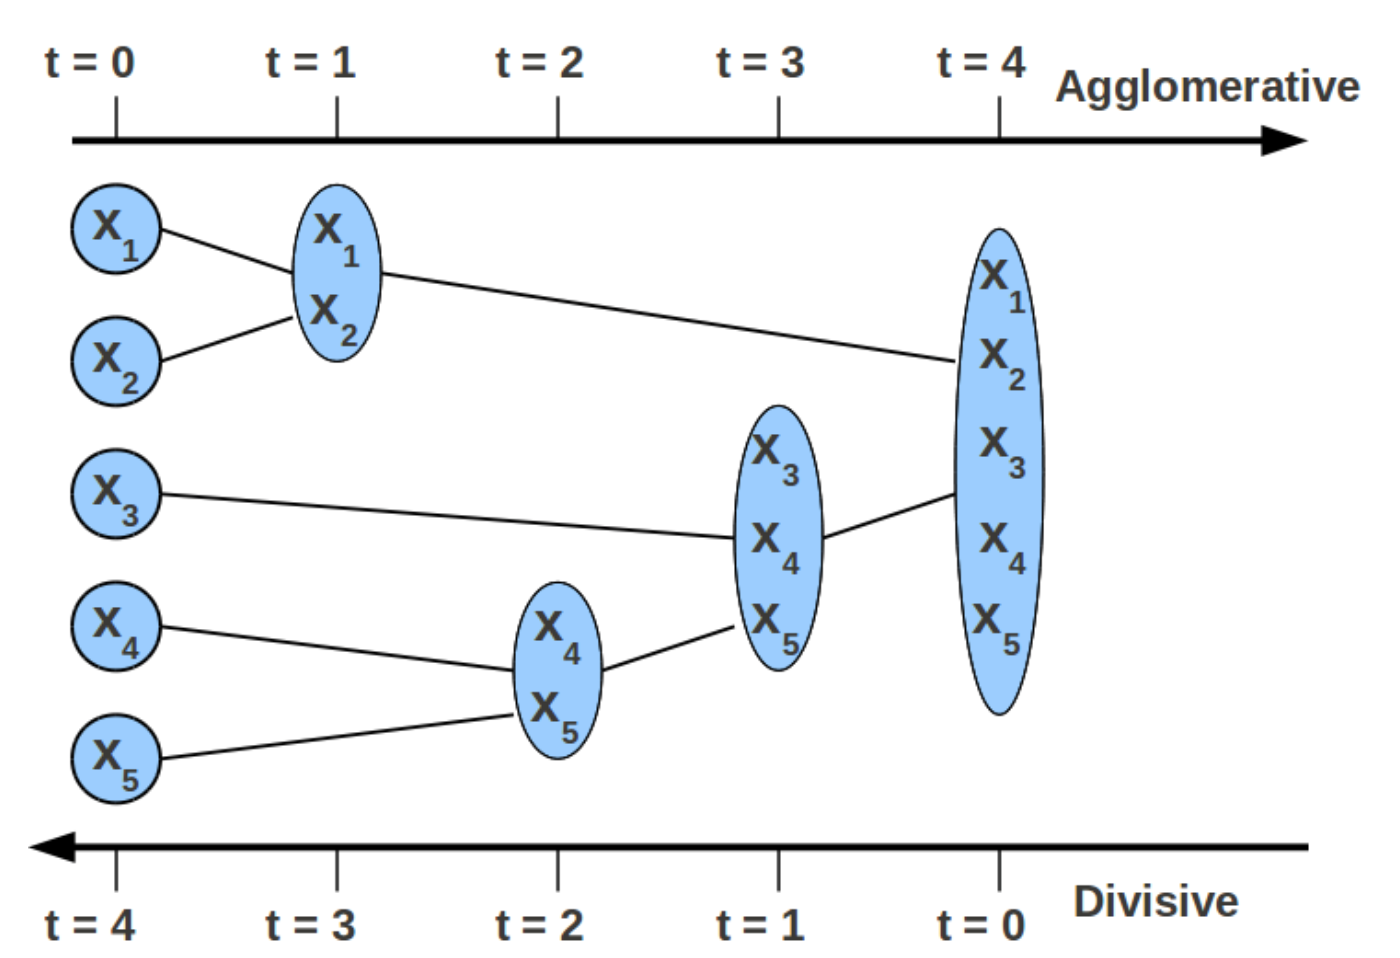 t = 0 t = 1 t = 2 t = 3 t = 4
Agglomerative
x1
x2
x3
x4
x5
x1
x2
x4
x5
x3
x4
x5
x1
x2
x3
x4
x5
Divisive
t = 4 t = 3 t = 2 t = 1 t = 0